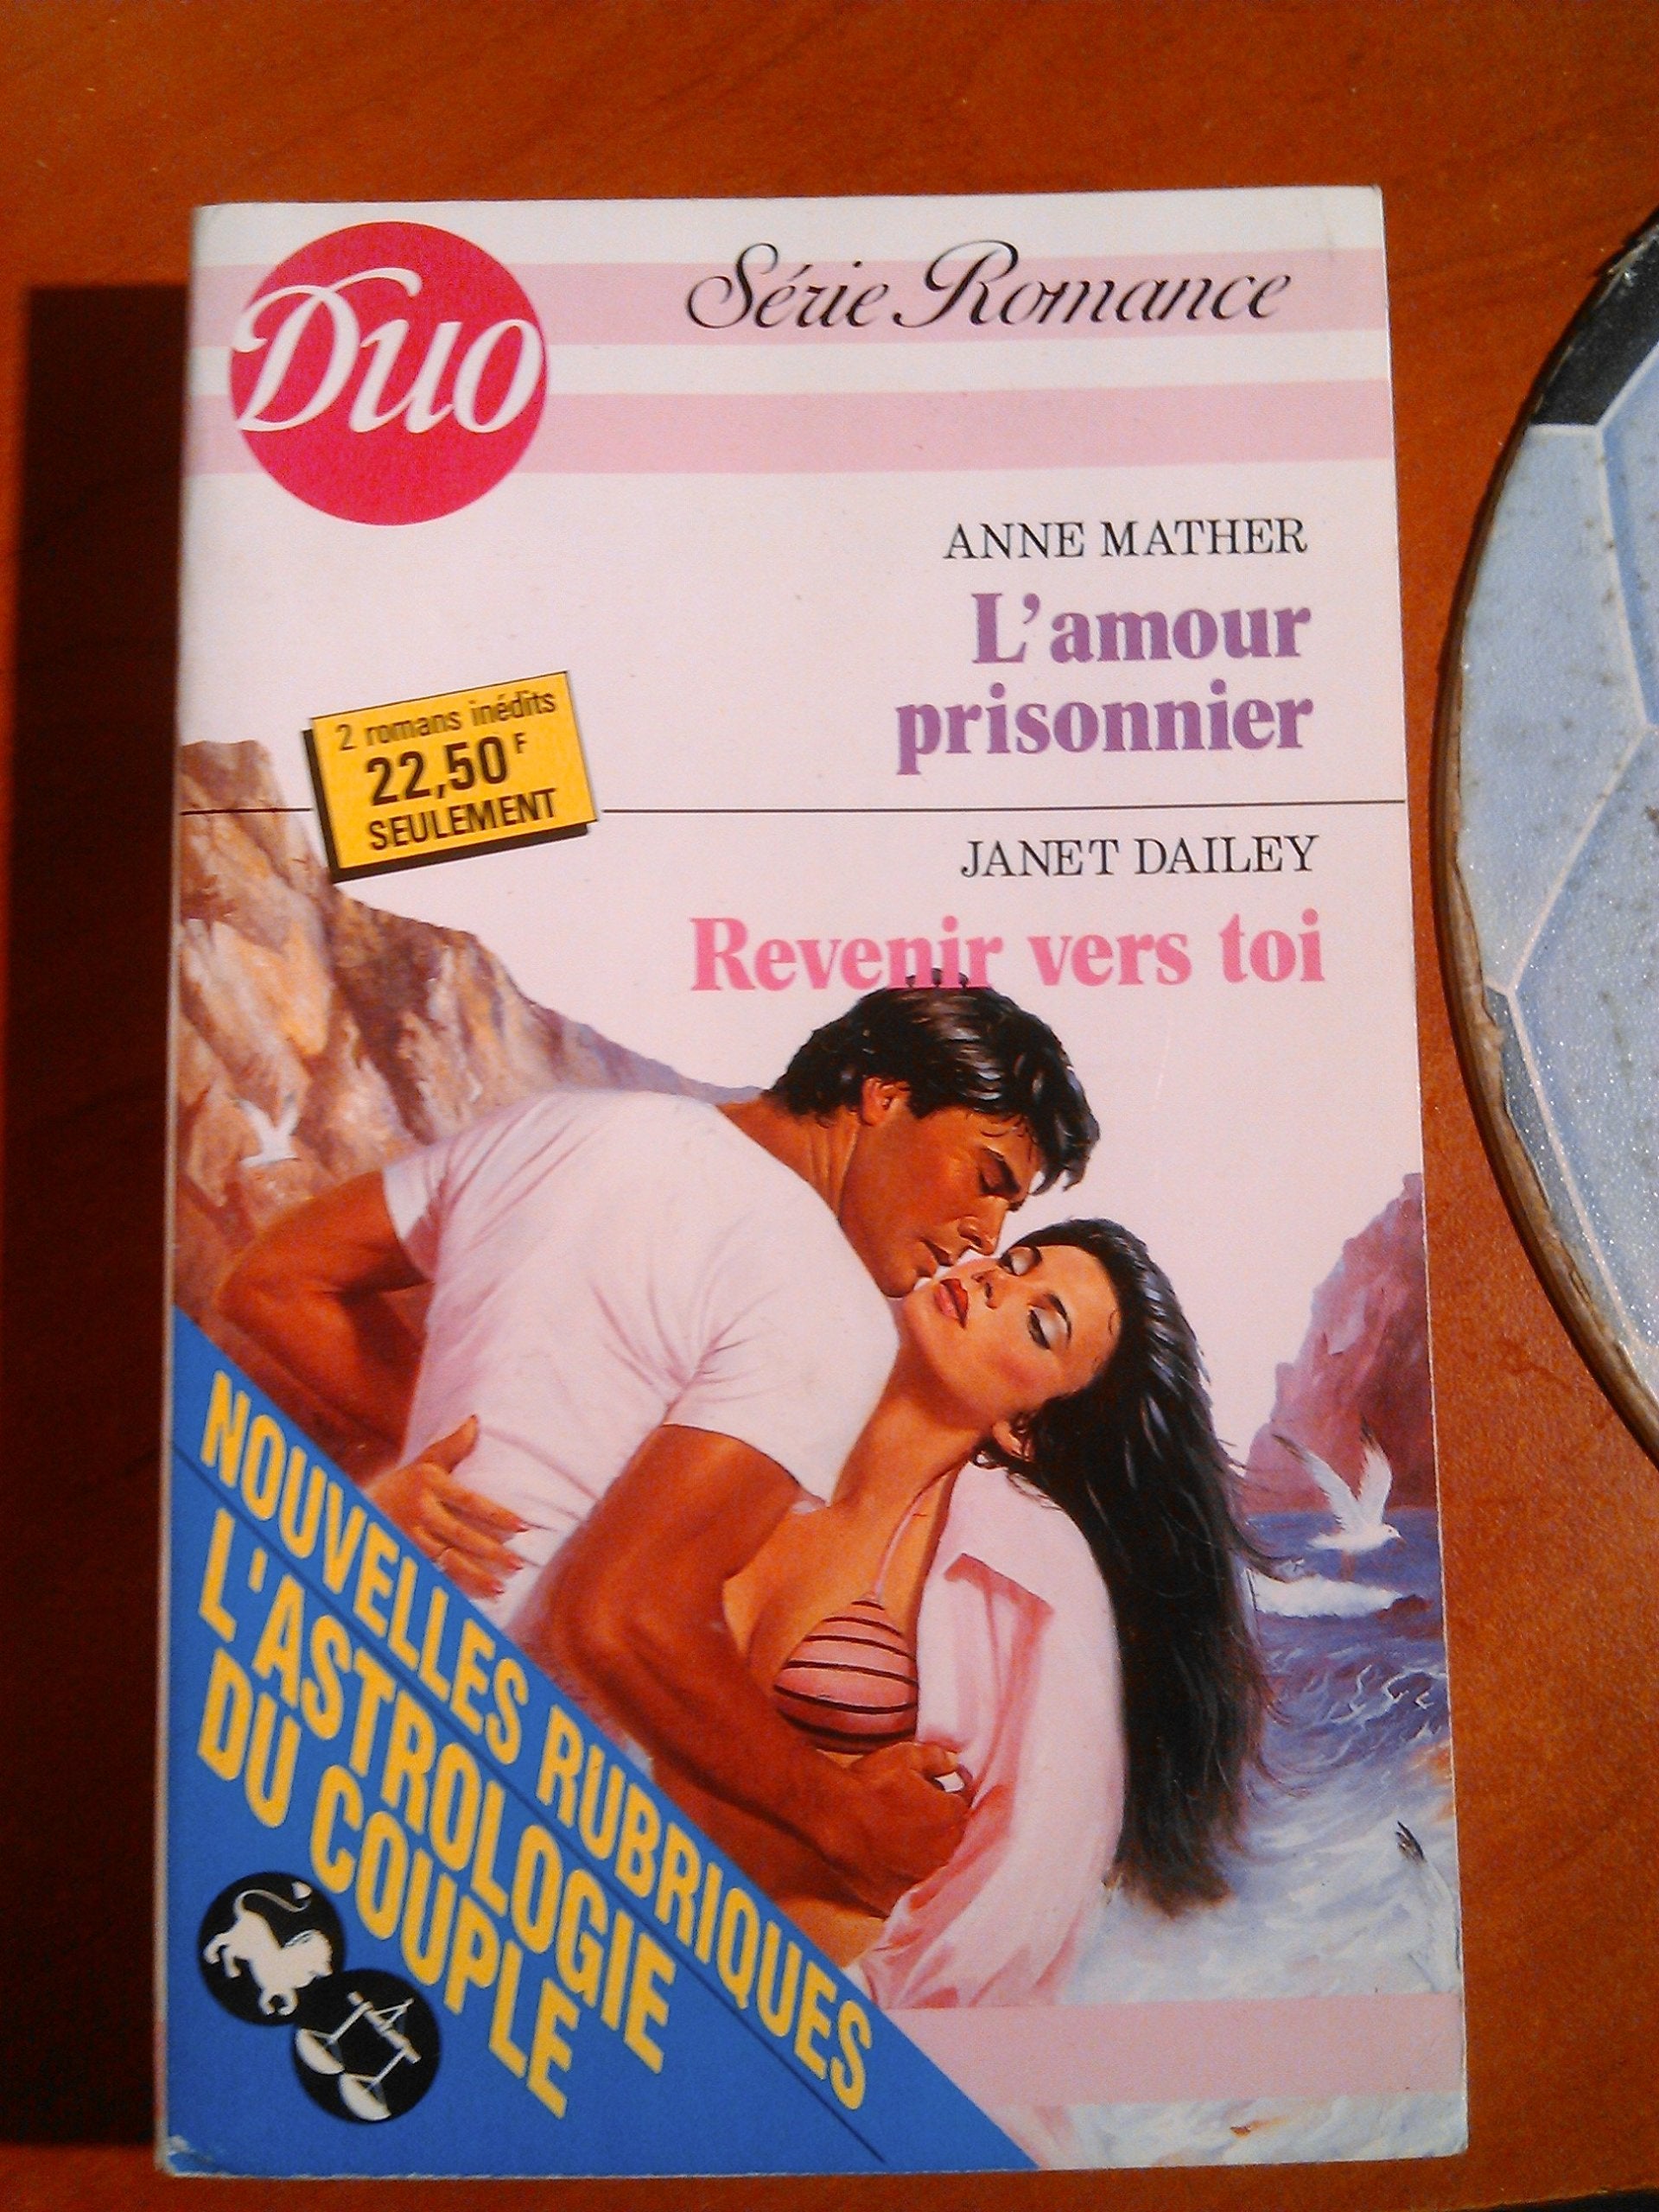 Duo
Série Romance
ANNE MATHER
L'amour
prisonnier
2 romans inédits
22,50 F
SEULEMENT
JANET DAILEY
Revenir vers toi
NOUVELLES RUBRIQUES
L'ASTROLOGIE
DU COUPLE